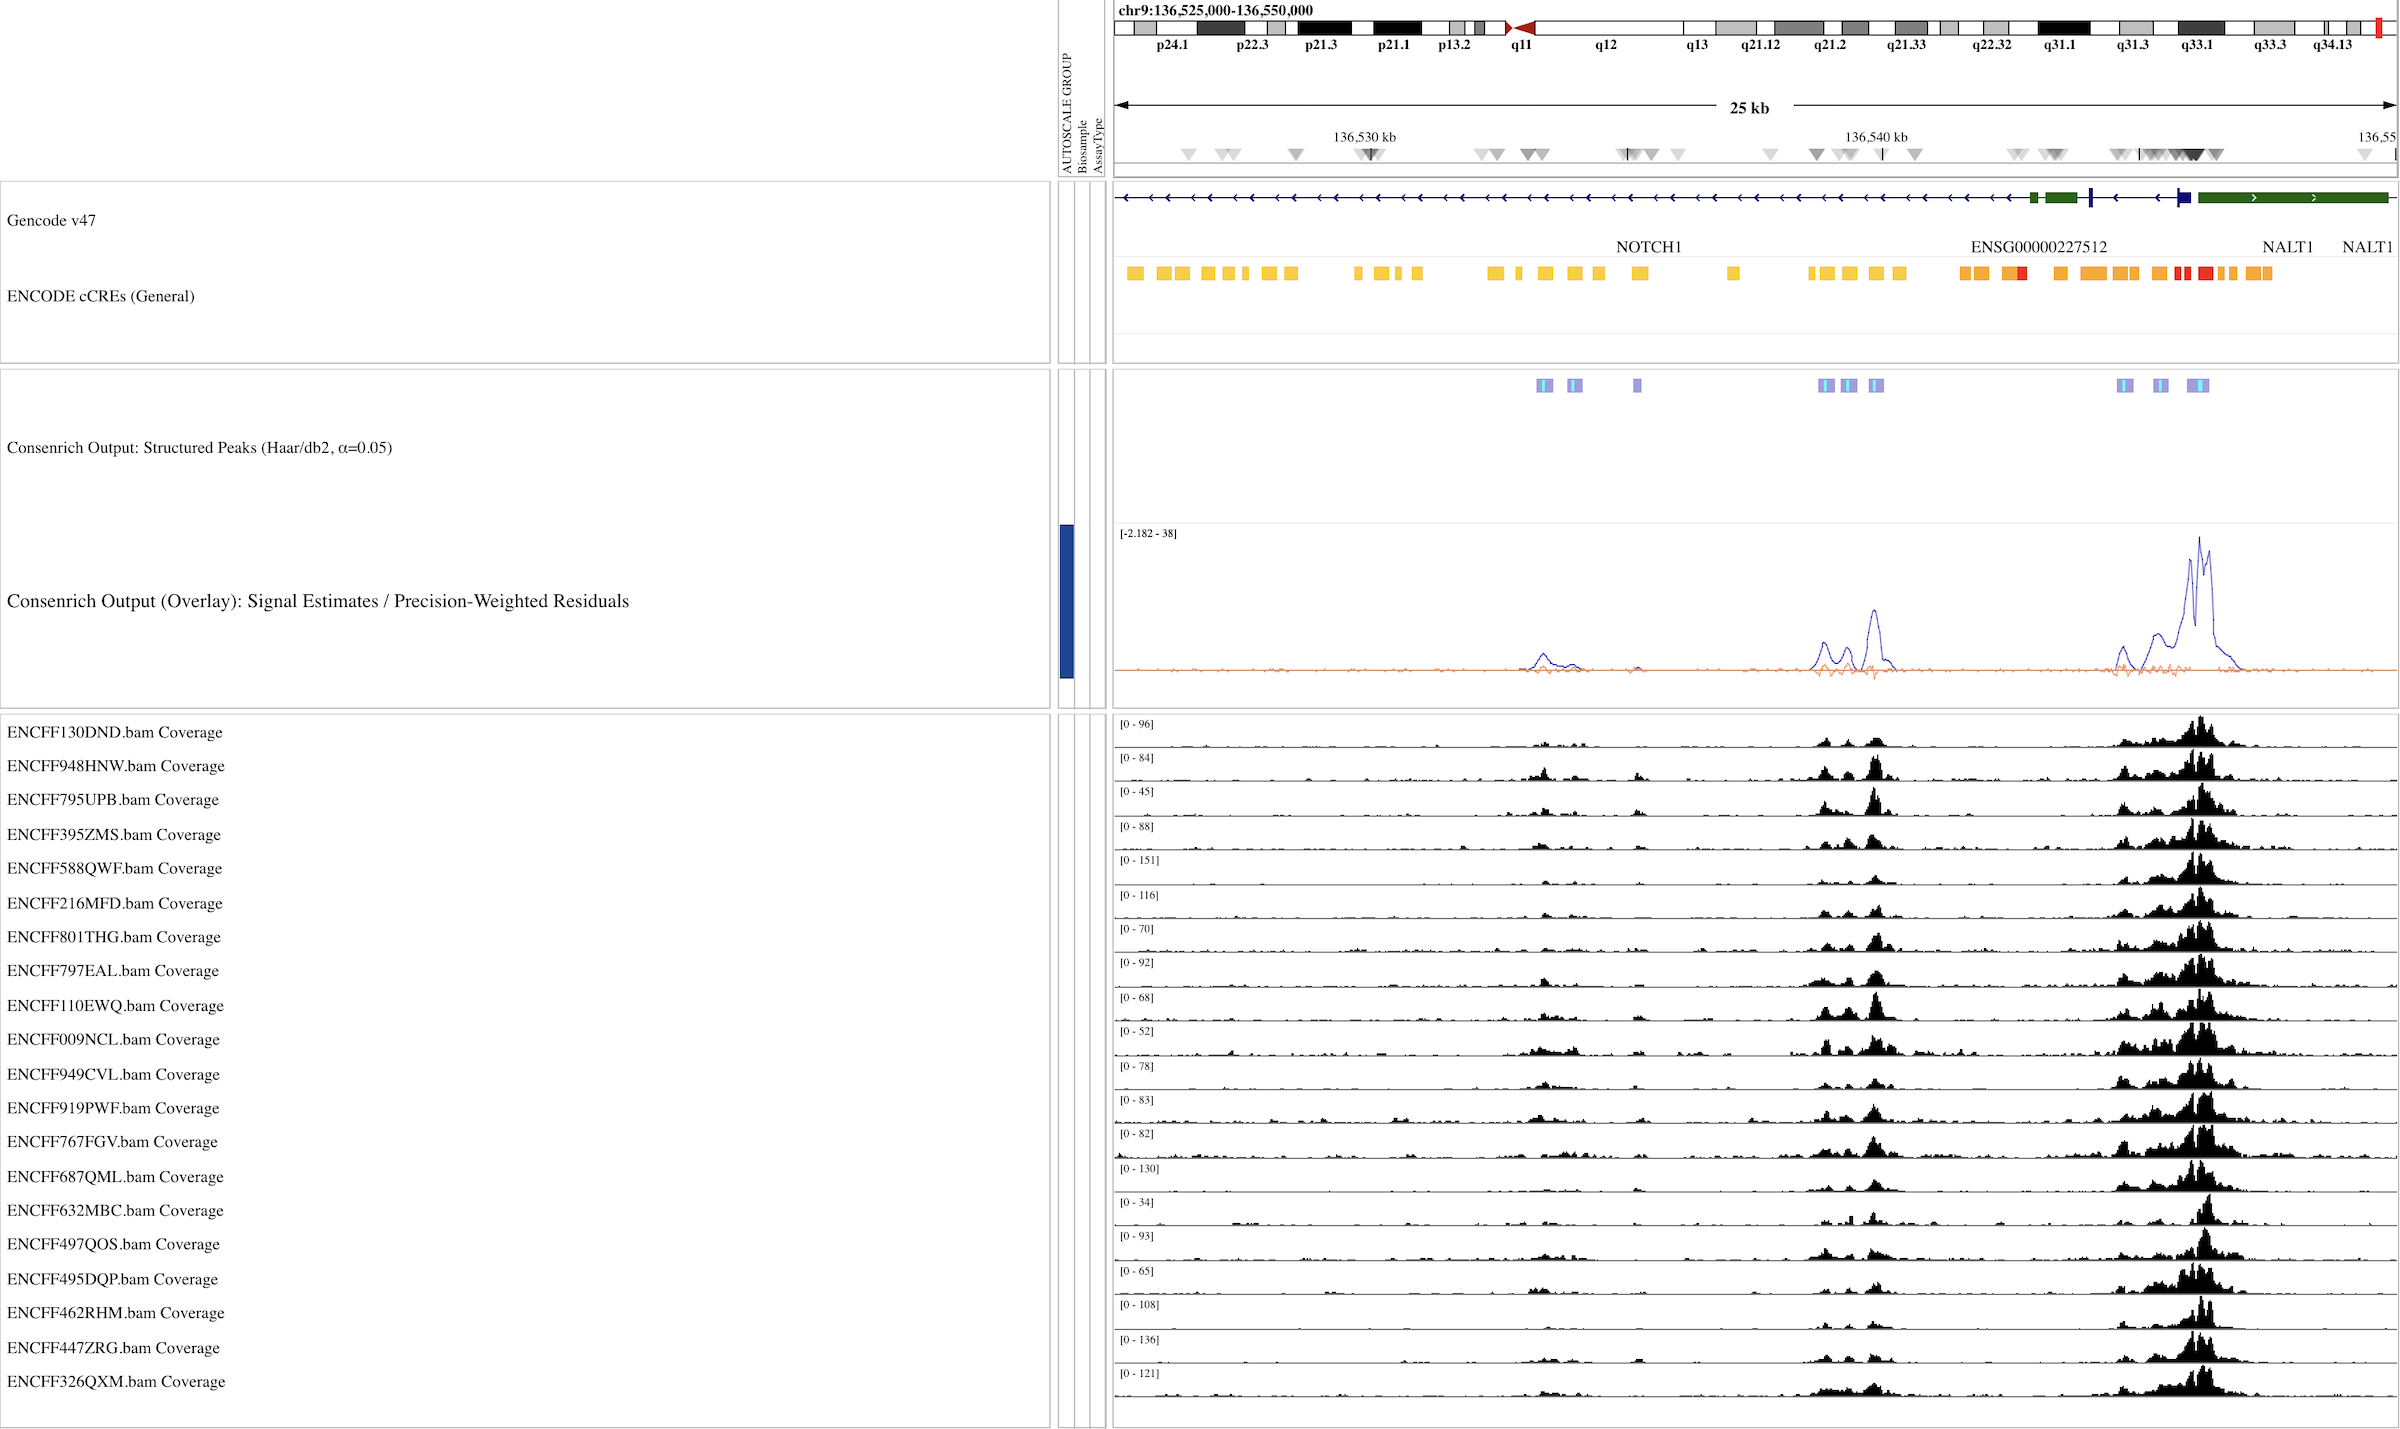 chr9:136,525,000-136,550,000
p24.1 p22.3 p21.3 p21.1 p13.2 q11 q12 q13 q21.12 q21.2 q21.33 q22.32 q31.1 q31.3 q33.1 q33.3 q34.13
AUTOSCALE GROUP
Biosample
AssayType
25 kb
136,530 kb 136,540 kb 136,55
Gencode v47
NOTCH1 ENSG00000227512 NALT1 NALT1
ENCODE cCREs (General)
Consenrich Output: Structured Peaks (Haar/db2, α=0.05)
[-2.182 - 38]
Consenrich Output (Overlay): Signal Estimates / Precision-Weighted Residuals
ENCFF130DND.bam Coverage [0 - 96]
ENCFF948HNW.bam Coverage [0 - 84]
ENCFF795UPB.bam Coverage [0 - 45]
ENCFF395ZMS.bam Coverage [0 - 88]
ENCFF588QWF.bam Coverage [0 - 151]
ENCFF216MFD.bam Coverage [0 - 116]
ENCFF801THG.bam Coverage [0 - 70]
ENCFF797EAL.bam Coverage [0 - 92]
ENCFF110EWQ.bam Coverage [0 - 68]
ENCFF009NCL.bam Coverage [0 - 52]
ENCFF949CVL.bam Coverage [0 - 78]
ENCFF919PWF.bam Coverage [0 - 83]
ENCFF767FGV.bam Coverage [0 - 82]
ENCFF687QML.bam Coverage [0 - 130]
ENCFF632MBC.bam Coverage [0 - 34]
ENCFF497QOS.bam Coverage [0 - 93]
ENCFF495DQP.bam Coverage [0 - 65]
ENCFF462RHM.bam Coverage [0 - 108]
ENCFF447ZRG.bam Coverage [0 - 136]
ENCFF326QXM.bam Coverage [0 - 121]